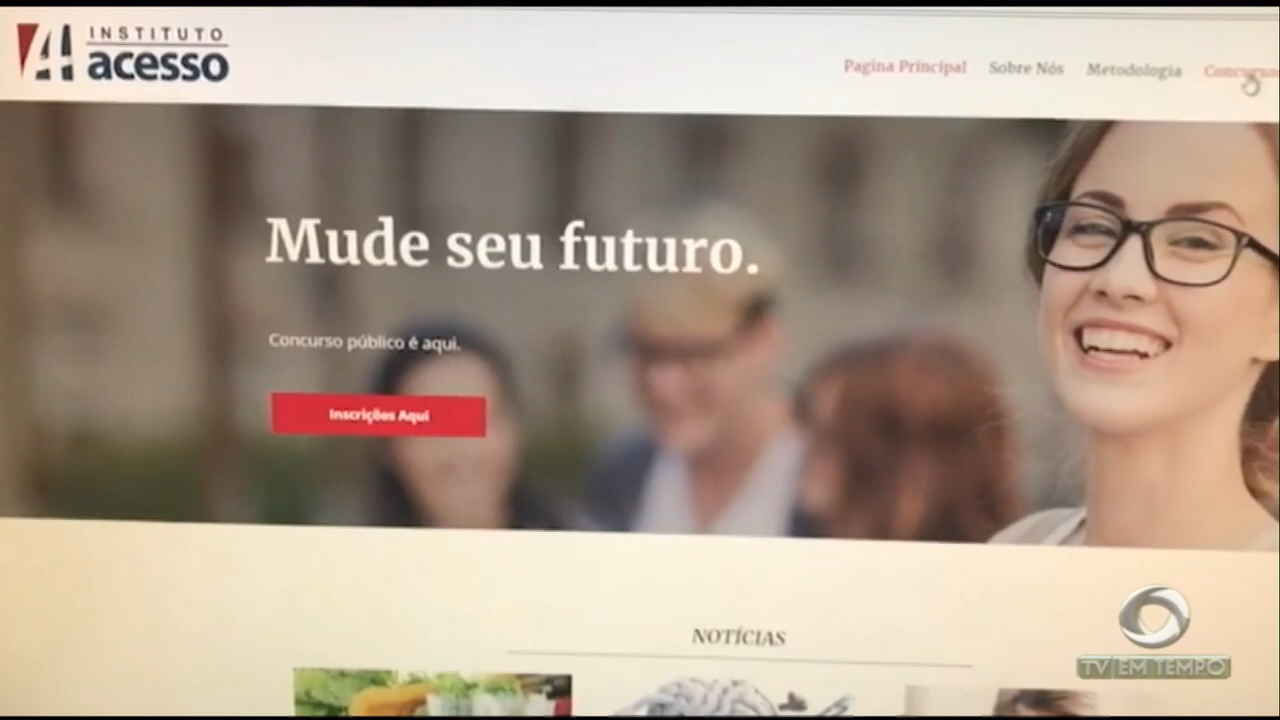 INSTITUTO
acesso
Pagina Principal Sobre Nós Metodologia Concursos
Mude seu futuro.
Concurso público é aqui.
Inscrições Aqui
NOTÍCIAS
TV EM TEMPO